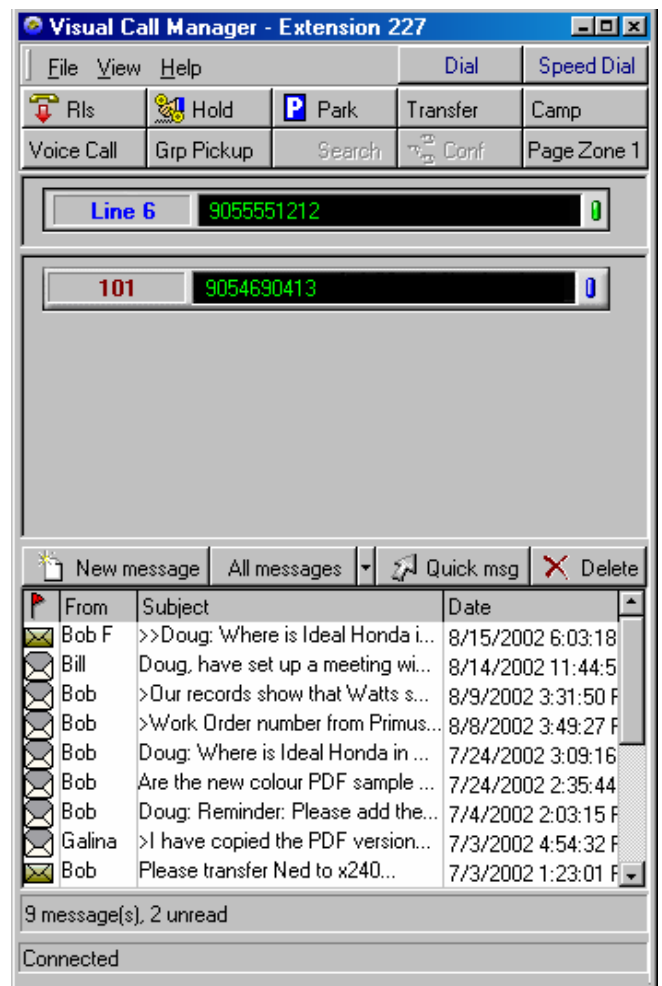 Visual Call Manager - Extension 227
File View Help Dial Speed Dial
Rls Hold P Park Transfer Camp
Voice Call Grp Pickup Search Conf Page Zone 1
Line 6 9055551212
101 9054690413
New message All messages Quick msg Delete
From Subject Date
Bob F >>Doug: Where is Ideal Honda i... 8/15/2002 6:03:18
Bill Doug, have set up a meeting wi... 8/14/2002 11:44:5
Bob >Our records show that Watts s... 8/9/2002 3:31:50 P
Bob >Work Order number from Primus... 8/8/2002 3:49:27 P
Bob Doug: Where is Ideal Honda in ... 7/24/2002 3:09:16
Bob Are the new colour PDF sample ... 7/24/2002 2:35:44
Bob Doug: Reminder: Please add the... 7/4/2002 2:03:15 P
Galina >I have copied the PDF version... 7/3/2002 4:54:32 P
Bob Please transfer Ned to x240... 7/3/2002 1:23:01 P
9 message(s), 2 unread
Connected